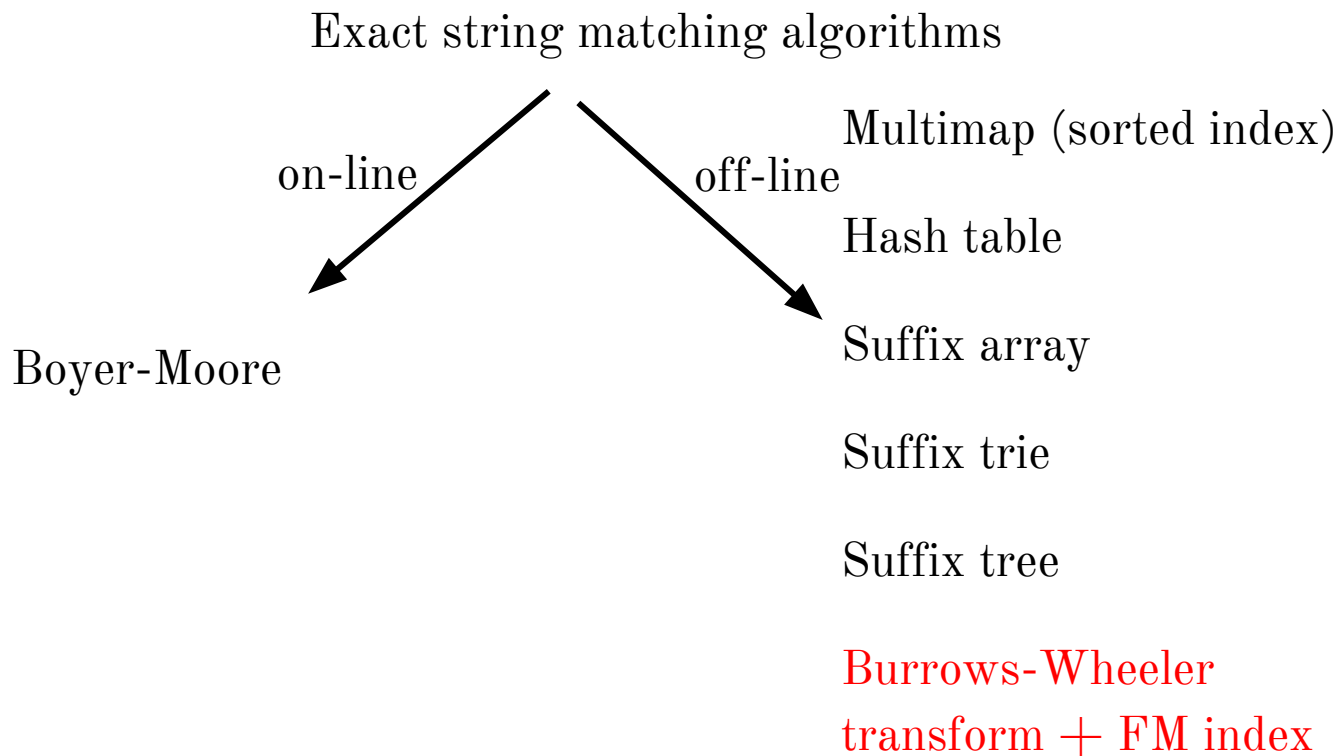 Exact string matching algorithms
on-line
off-line
Boyer-Moore
Multimap (sorted index)
Hash table
Suffix array
Suffix trie
Suffix tree
Burrows-Wheeler
transform + FM index